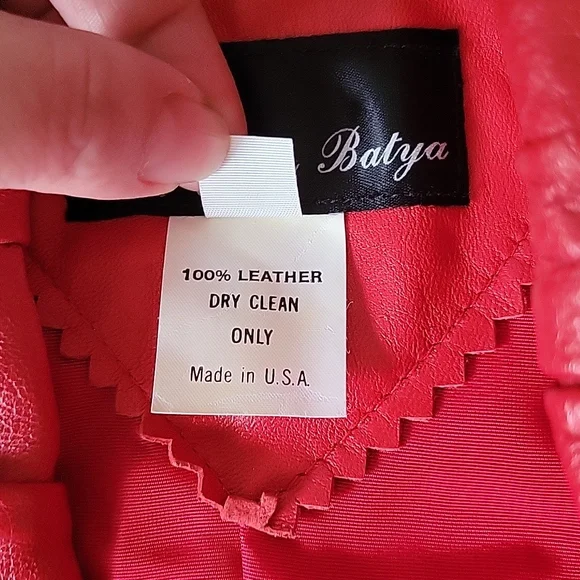 Batya
100% LEATHER
DRY CLEAN
ONLY
Made in U.S.A.